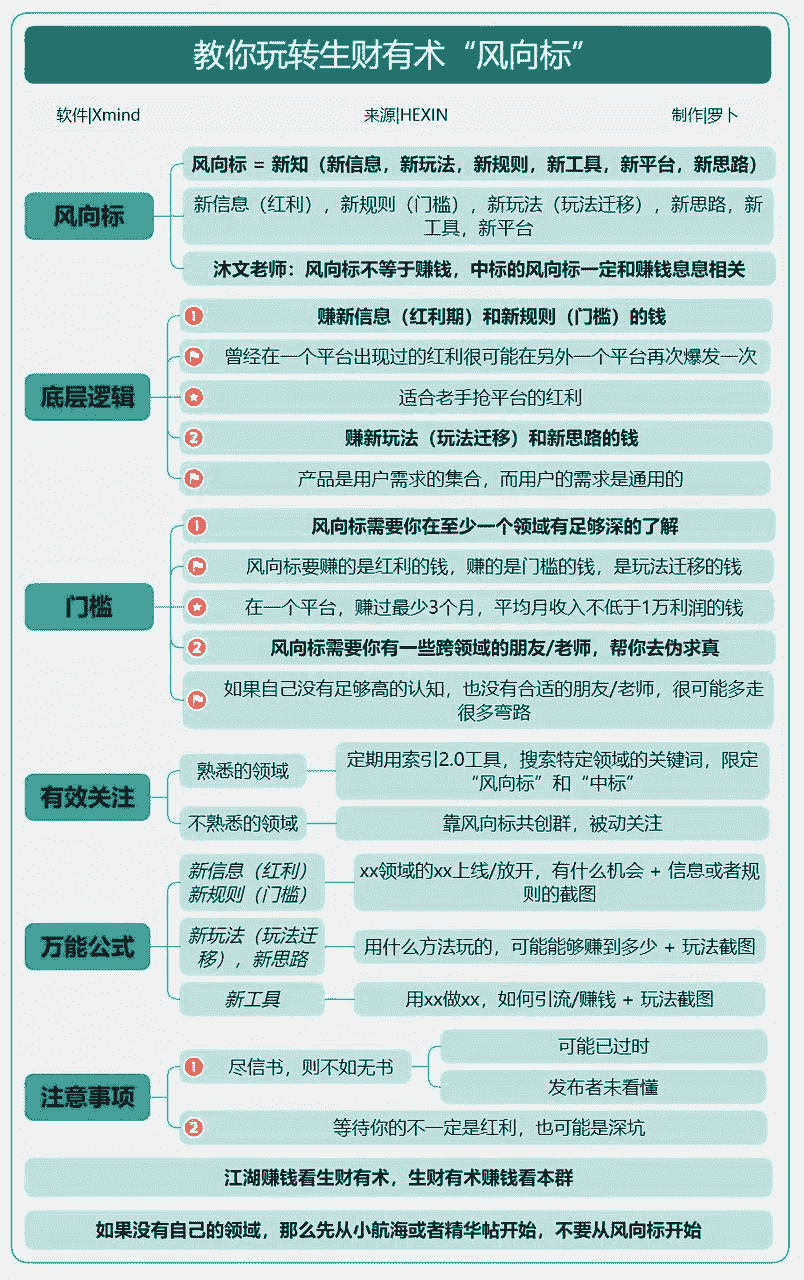 教你玩转生财有术“风向标”
软件|Xmind
来源|HEXIN
制作|罗卜
风向标
风向标 = 新知（新信息，新玩法，新规则，新工具，新平台，新思路）
新信息（红利），新规则（门槛），新玩法（玩法迁移），新思路，新
工具，新平台
沐文老师：风向标不等于赚钱，中标的风向标一定和赚钱息息相关
底层逻辑
1
赚新信息（红利期）和新规则（门槛）的钱
曾经在一个平台出现过的红利很可能在另外一个平台再次爆发一次
适合老手抢平台的红利
2
赚新玩法（玩法迁移）和新思路的钱
产品是用户需求的集合，而用户的需求是通用的
门槛
1
风向标需要你在至少一个领域有足够深的了解
风向标要赚的是红利的钱，赚的是门槛的钱，是玩法迁移的钱
在一个平台，赚过最少3个月，平均月收入不低于1万利润的钱
2
风向标需要你有一些跨领域的朋友/老师，帮你去伪求真
如果自己没有足够高的认知，也没有合适的朋友/老师，很可能多走
很多弯路
有效关注
熟悉的领域
定期用索引2.0工具，搜索特定领域的关键词，限定
“风向标”和“中标”
不熟悉的领域
靠风向标共创群，被动关注
万能公式
新信息（红利）
新规则（门槛）
xx领域的xx上线/放开，有什么机会 + 信息或者规
则的截图
新玩法（玩法迁
移），新思路
用什么方法玩的，可能能够赚到多少 + 玩法截图
新工具
用xx做xx，如何引流/赚钱 + 玩法截图
注意事项
1
尽信书，则不如无书
可能已过时
发布者未看懂
2
等待你的不一定是红利，也可能是深坑
江湖赚钱看生财有术，生财有术赚钱看本群
如果没有自己的领域，那么先从小航海或者精华帖开始，不要从风向标开始